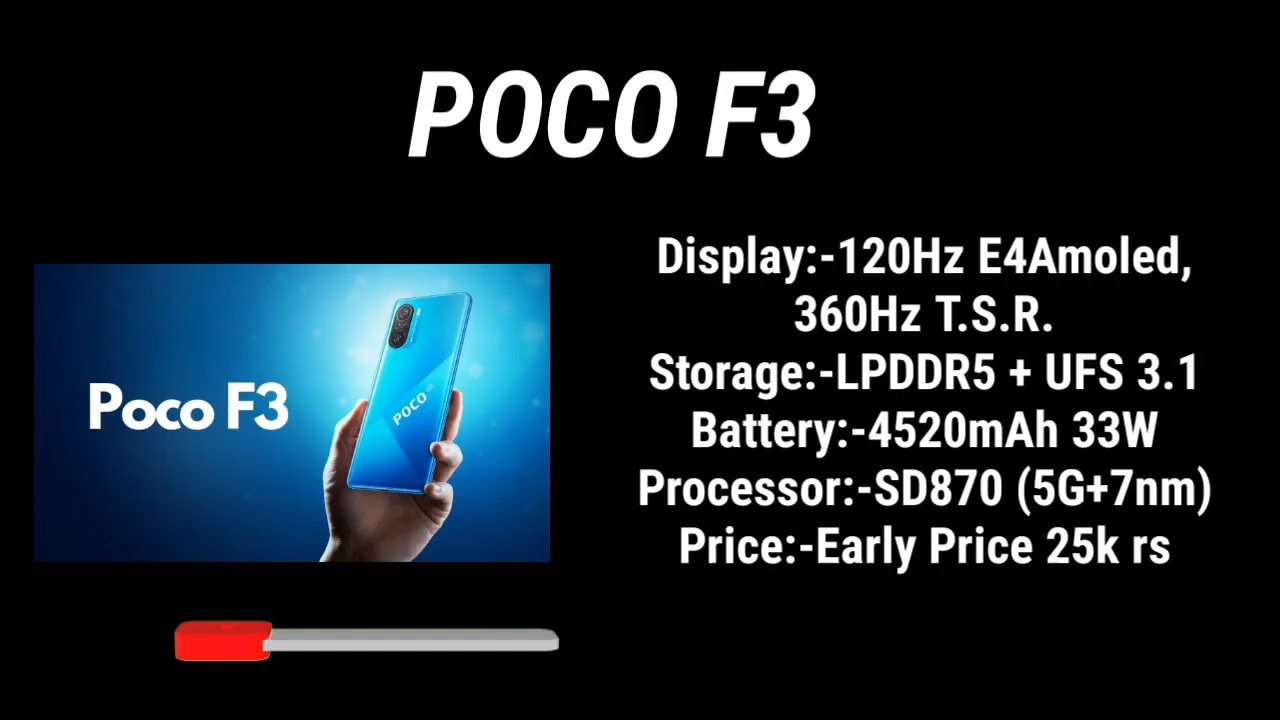 POCO F3
Display:-120Hz E4Amoled,
360Hz T.S.R.
Storage:-LPDDR5 + UFS 3.1
Battery:-4520mAh 33W
Processor:-SD870 (5G+7nm)
Price:-Early Price 25k rs
Poco F3
POCO